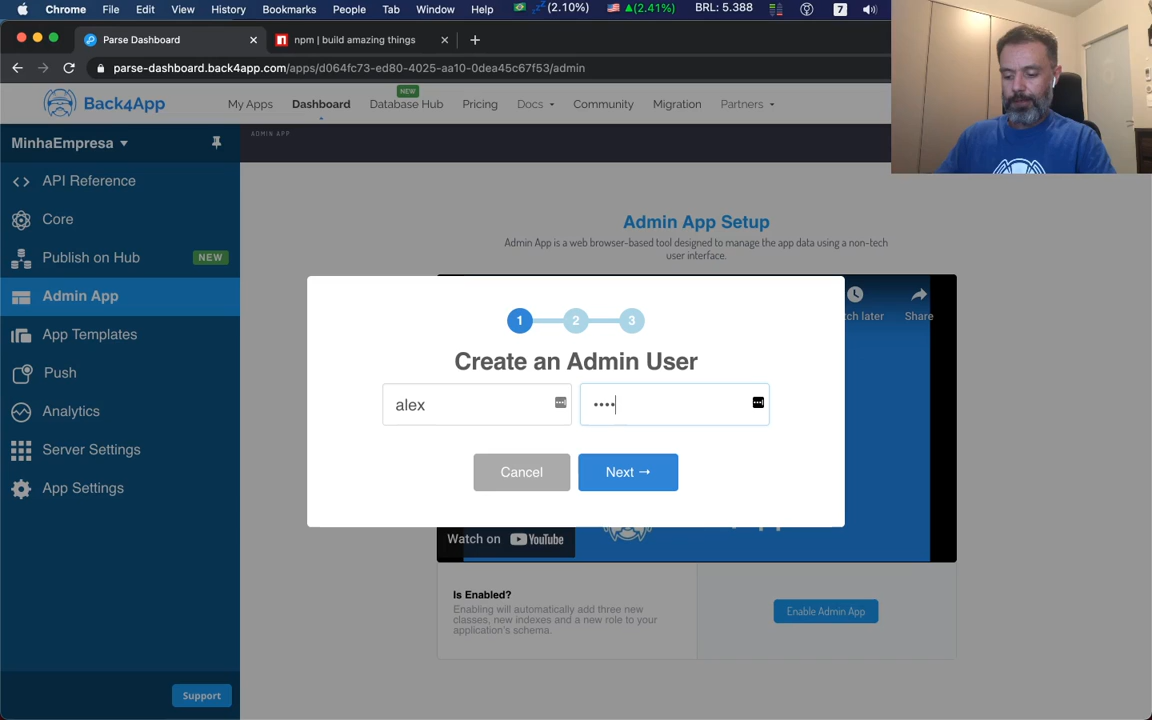 Chrome File Edit View History Bookmarks People Tab Window Help (2.10%) (2.41%) BRL: 5.388 7
Parse Dashboard
npm | build amazing things
parse-dashboard.back4app.com/apps/d064fc73-ed80-4025-aa10-0dea45c67f53/admin
Back4App
My Apps Dashboard Database Hub NEW Pricing Docs Community Migration Partners
MinhaEmpresa
ADMIN APP
API Reference
Core
Publish on Hub NEW
Admin App
App Templates
Push
Analytics
Server Settings
App Settings
Support
Admin App Setup
Admin App is a web browser-based tool designed to manage the app data using a non-tech
user interface.
tch later Share
1 2 3
Create an Admin User
alex ••••
Cancel Next →
Watch on YouTube
Is Enabled?
Enabling will automatically add three new
classes, new indexes and a new role to your
application's schema.
Enable Admin App